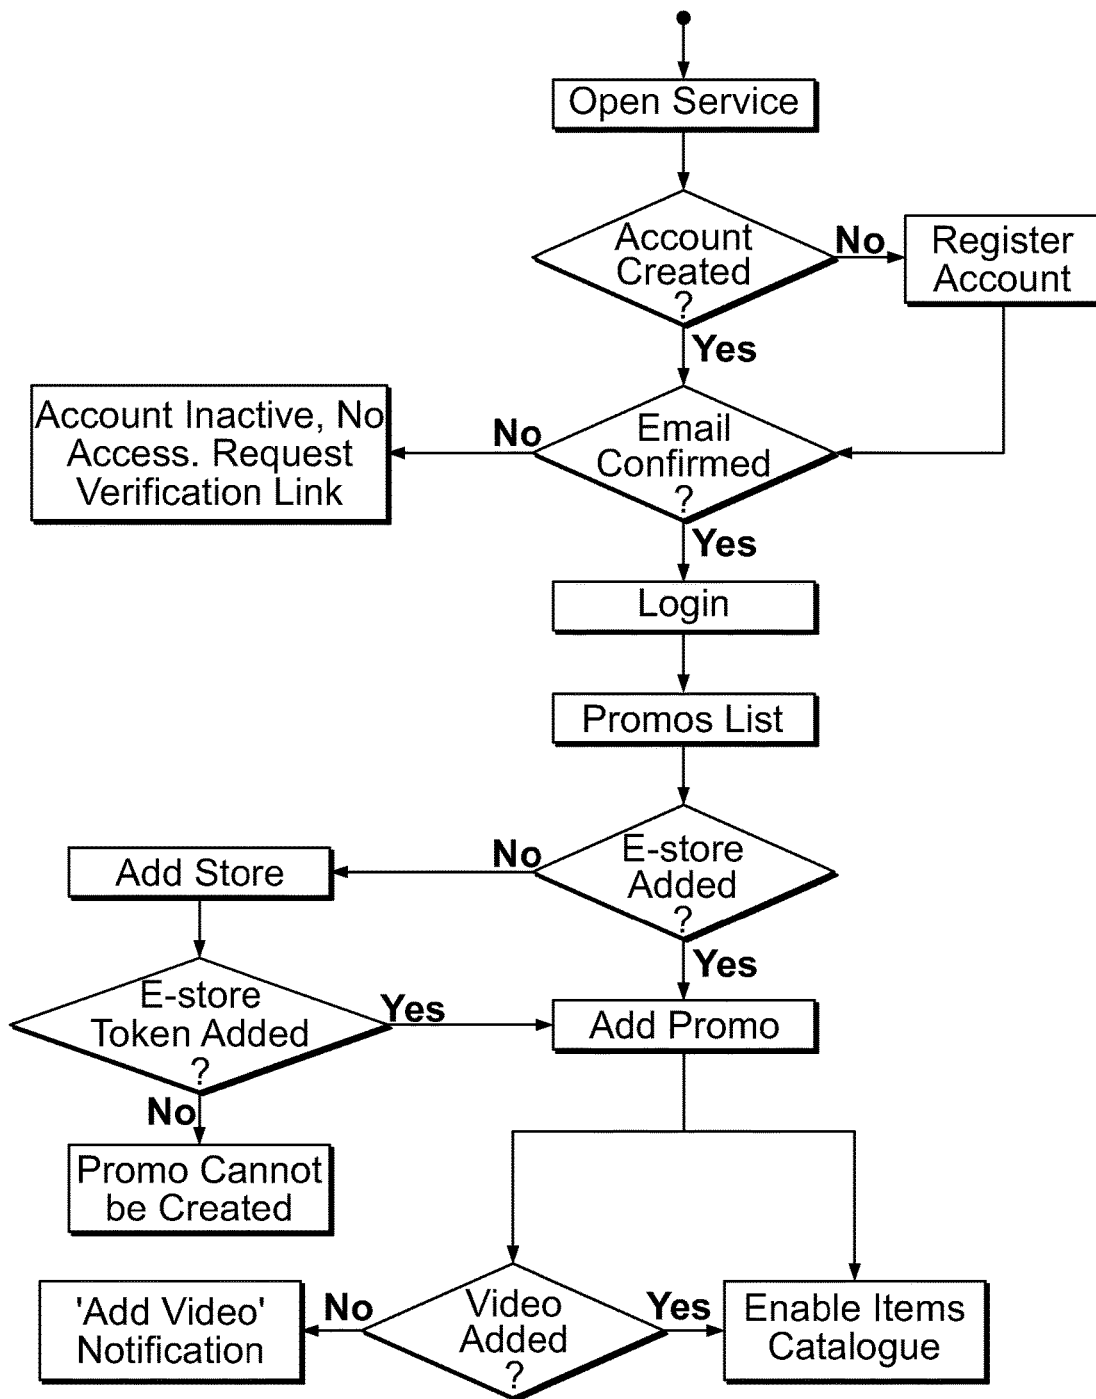 Open Service
Account
Created
?
No
Register
Account
Yes
Account Inactive, No
Access. Request
Verification Link
No
Email
Confirmed
?
Yes
Login
Promos List
Add Store
No
E-store
Added
?
Yes
E-store
Token Added
?
Yes
Add Promo
No
Promo Cannot
be Created
'Add Video'
Notification
No
Video
Added
?
Yes
Enable Items
Catalogue